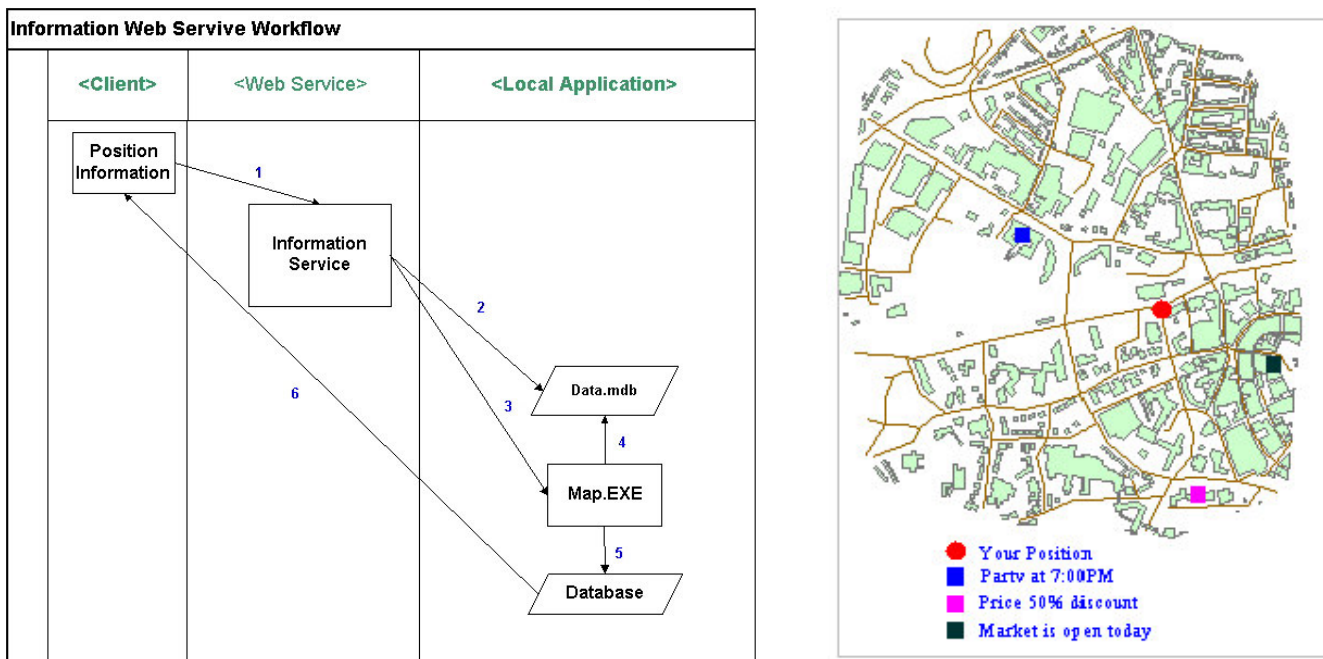 Information Web Servive Workflow
<Client>
<Web Service>
<Local Application>
Position
Information
1
Information
Service
2
3
6
Data.mdb
4
Map.EXE
5
Database
Your Position
Party at 7:00PM
Price 50% discount
Market is open today